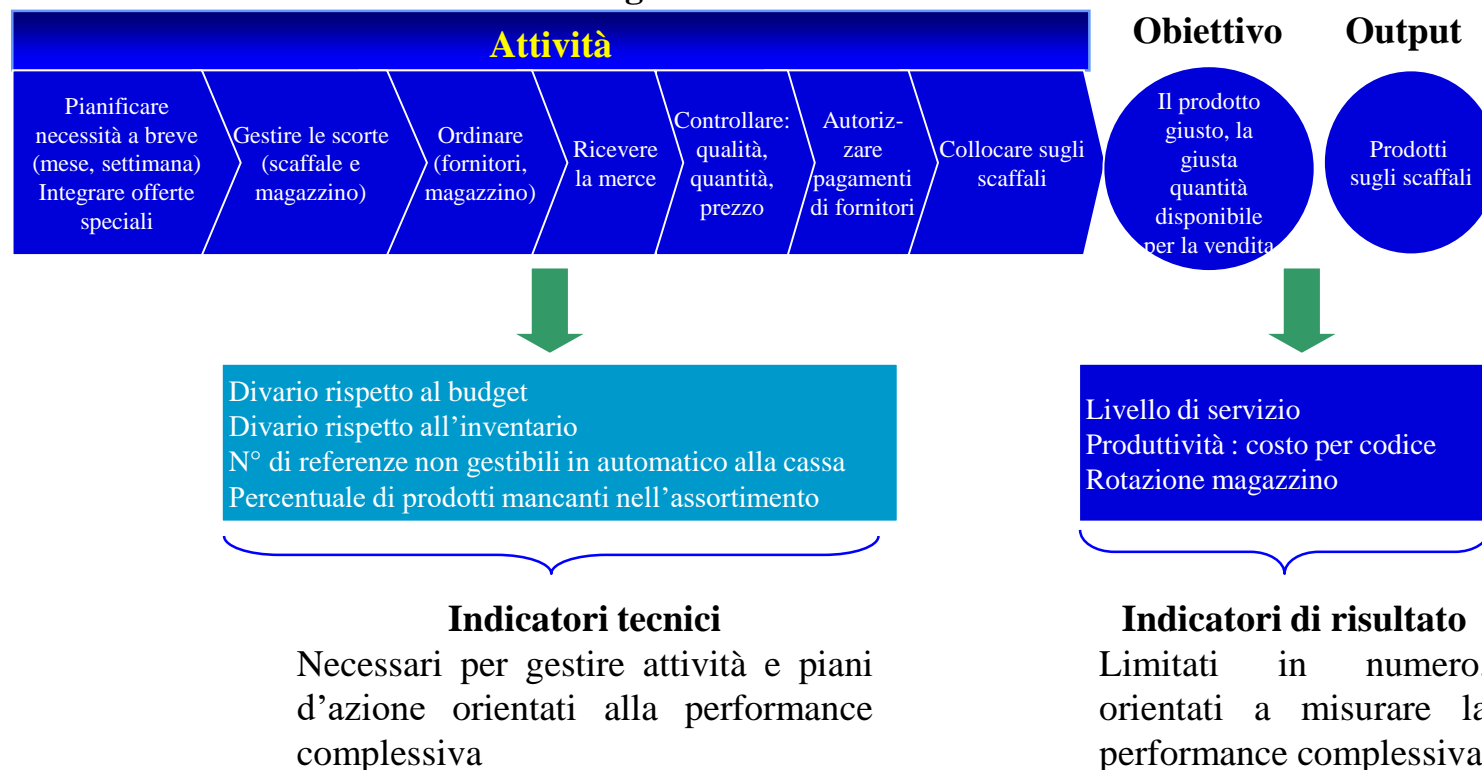 Attività
Obiettivo
Output
Pianificare
necessità a breve
(mese, settimana)
Integrare offerte
speciali
Gestire le scorte
(scaffale e
magazzino)
Ordinare
(fornitori,
magazzino)
Ricevere
la merce
Controllare:
qualità,
quantità,
prezzo
Autoriz-
zare
pagamenti
di fornitori
Collocare sugli
scaffali
Il prodotto
giusto, la
giusta
quantità
disponibile
per la vendita
Prodotti
sugli scaffali
Divario rispetto al budget
Divario rispetto all’inventario
N° di referenze non gestibili in automatico alla cassa
Percentuale di prodotti mancanti nell’assortimento
Livello di servizio
Produttività : costo per codice
Rotazione magazzino
Indicatori tecnici
Necessari per gestire attività e piani
d’azione orientati alla performance
complessiva
Indicatori di risultato
Limitati in numero,
orientati a misurare la
performance complessiva